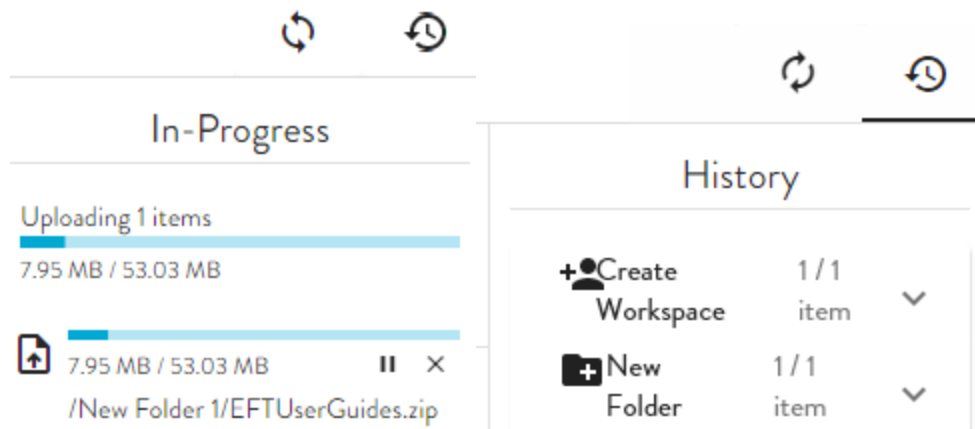 In-Progress
Uploading 1 items
7.95 MB / 53.03 MB
7.95 MB / 53.03 MB
/New Folder 1/EFTUserGuides.zip
History
Create 1 / 1
Workspace item
New 1 / 1
Folder item